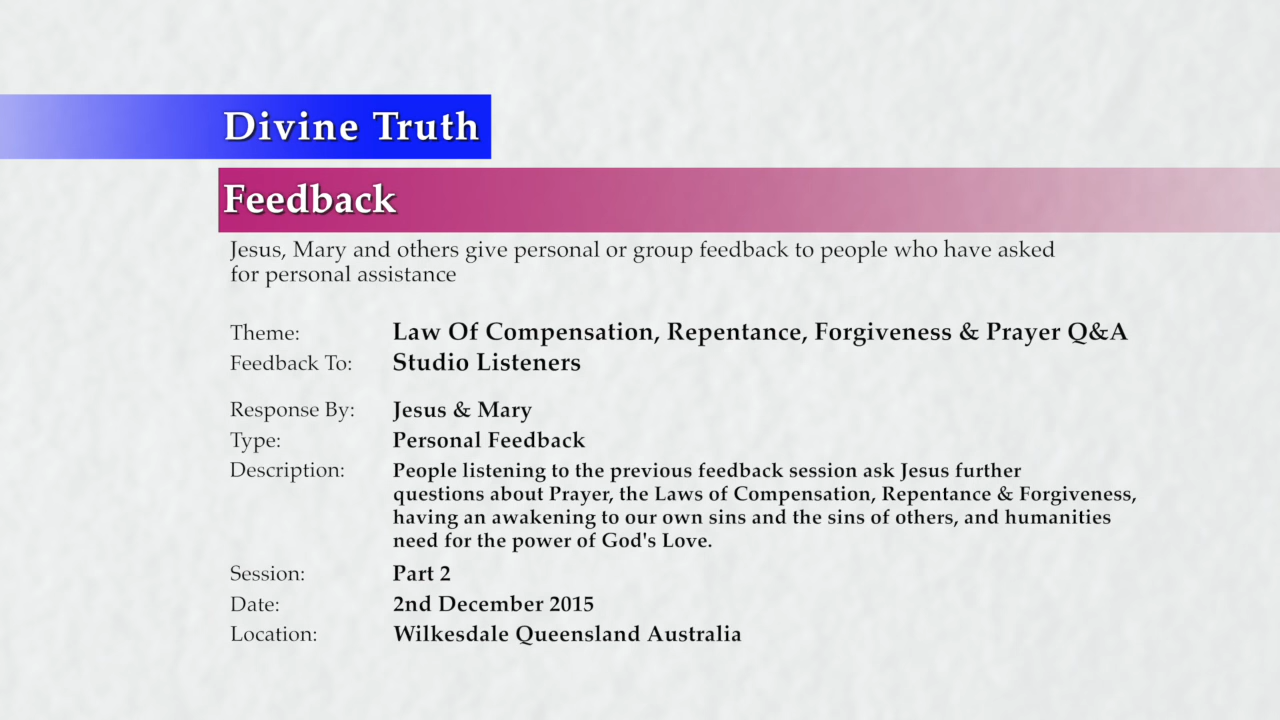 Divine Truth
Feedback
Jesus, Mary and others give personal or group feedback to people who have asked
for personal assistance
Theme: Law Of Compensation, Repentance, Forgiveness & Prayer Q&A
Feedback To: Studio Listeners
Response By: Jesus & Mary
Type: Personal Feedback
Description: People listening to the previous feedback session ask Jesus further
questions about Prayer, the Laws of Compensation, Repentance & Forgiveness,
having an awakening to our own sins and the sins of others, and humanities
need for the power of God's Love.
Session: Part 2
Date: 2nd December 2015
Location: Wilkesdale Queensland Australia